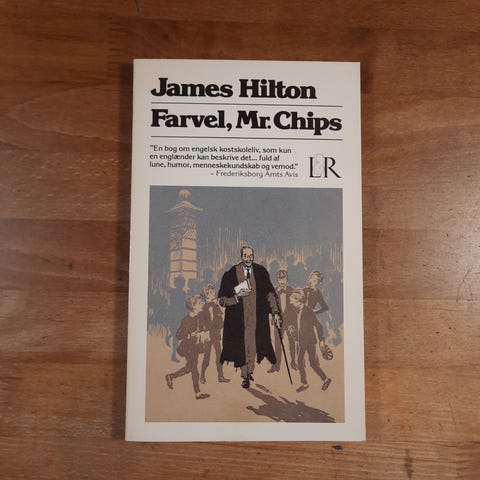 James Hilton
Farvel, Mr. Chips
"En bog om engelsk kostskoleliv, som kun
en englænder kan beskrive det... fuld af
lune, humor, menneskekundskab og vemod."
– Frederiksborg Amts Avis
LR